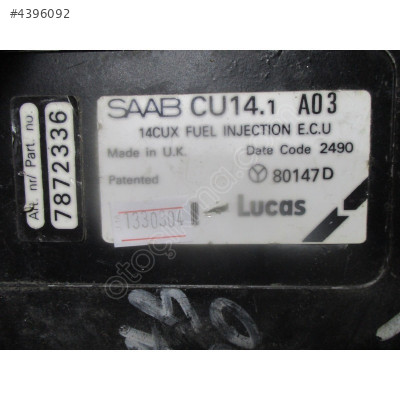 #4396092
SAAB CU14.1 A03
14CUX FUEL INJECTION E.C.U
Made in U.K. Date Code 2490
Patented 80147D
1330304
Lucas
Art. nr/ Part. no.
7872336